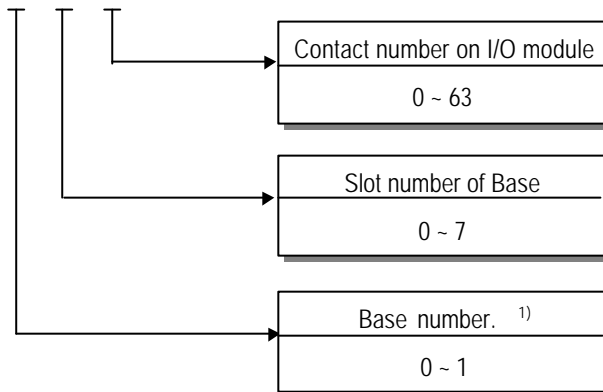 Contact number on I/O module
0 ~ 63
Slot number of Base
0 ~ 7
Base number. 1)
0 ~ 1